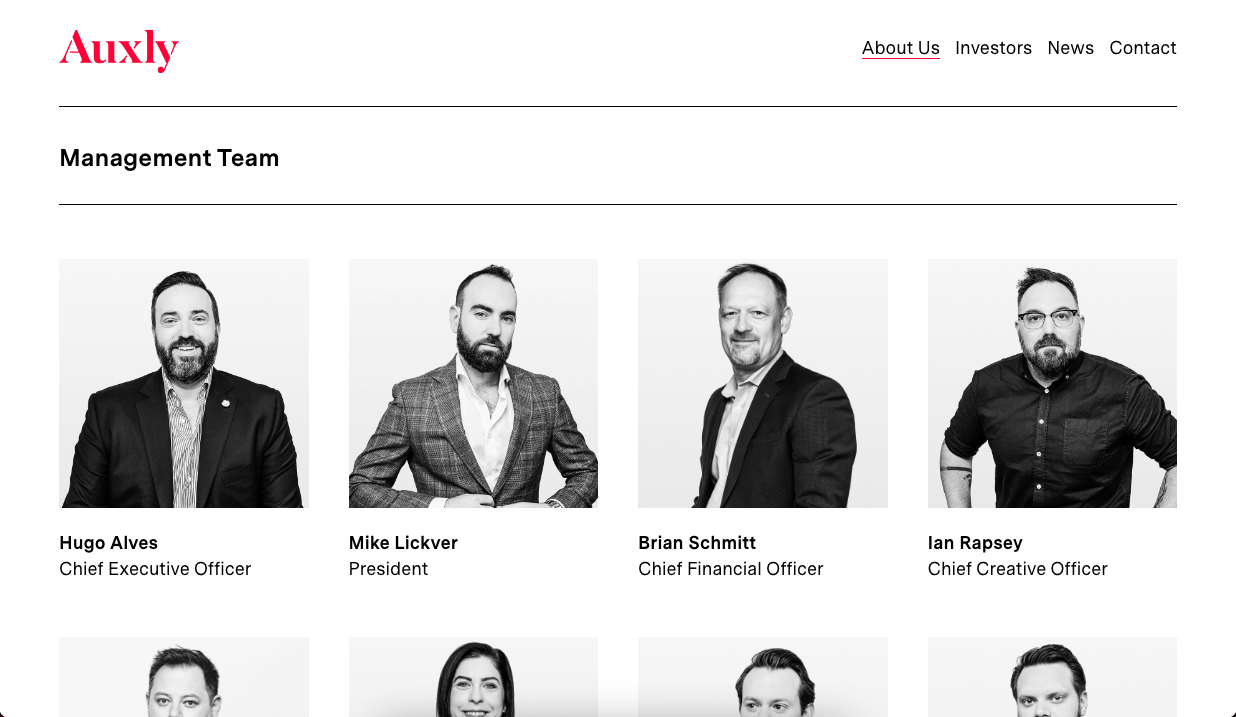 Auxly
About Us Investors News Contact
Management Team
Hugo Alves
Chief Executive Officer
Mike Lickver
President
Brian Schmitt
Chief Financial Officer
Ian Rapsey
Chief Creative Officer